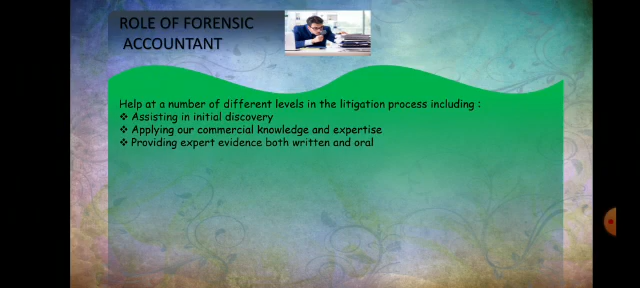 ROLE OF FORENSIC
ACCOUNTANT
Help at a number of different levels in the litigation process including :
❖ Assisting in initial discovery
❖ Applying our commercial knowledge and expertise
❖ Providing expert evidence both written and oral